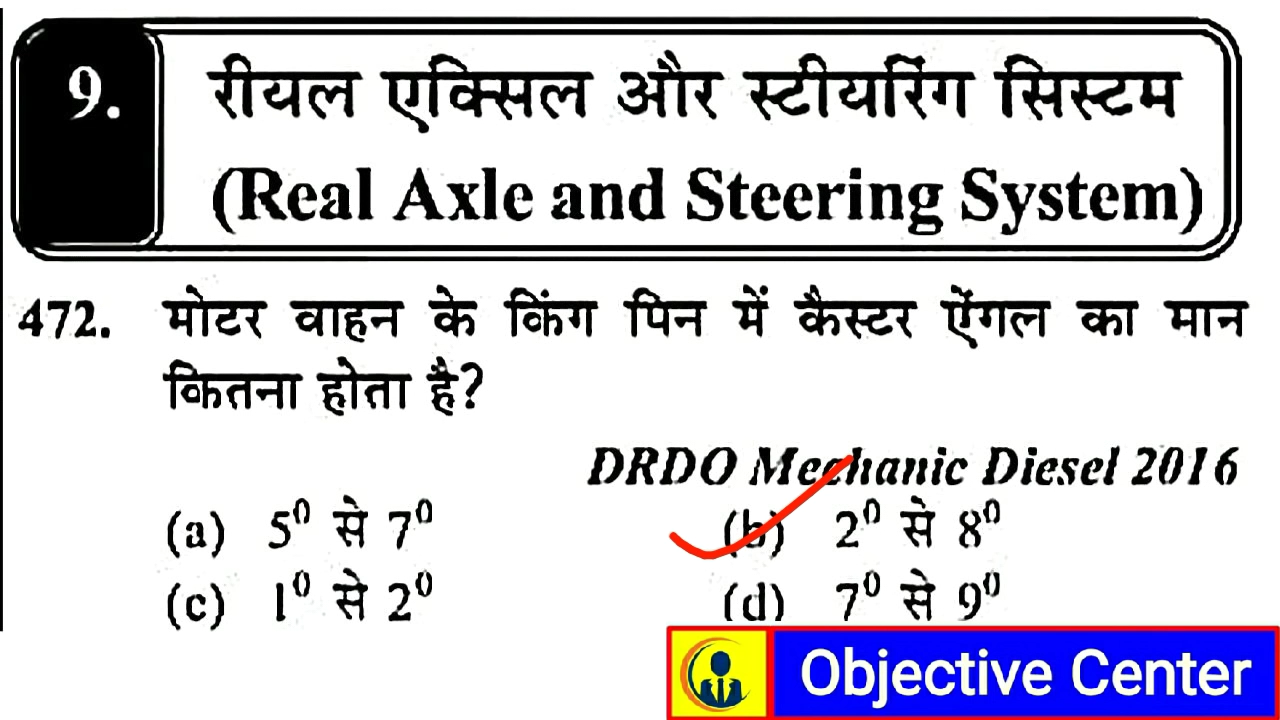 9.
रीयल एक्सिल और स्टीयरिंग सिस्टम
(Real Axle and Steering System)
472. मोटर वाहन के किंग पिन में कैस्टर ऐंगल का मान
कितना होता है?
DRDO Mechanic Diesel 2016
(a) 5⁰ से 7⁰ (b) 2⁰ से 8⁰
(c) 1⁰ से 2⁰ (d) 7⁰ से 9⁰
Objective Center